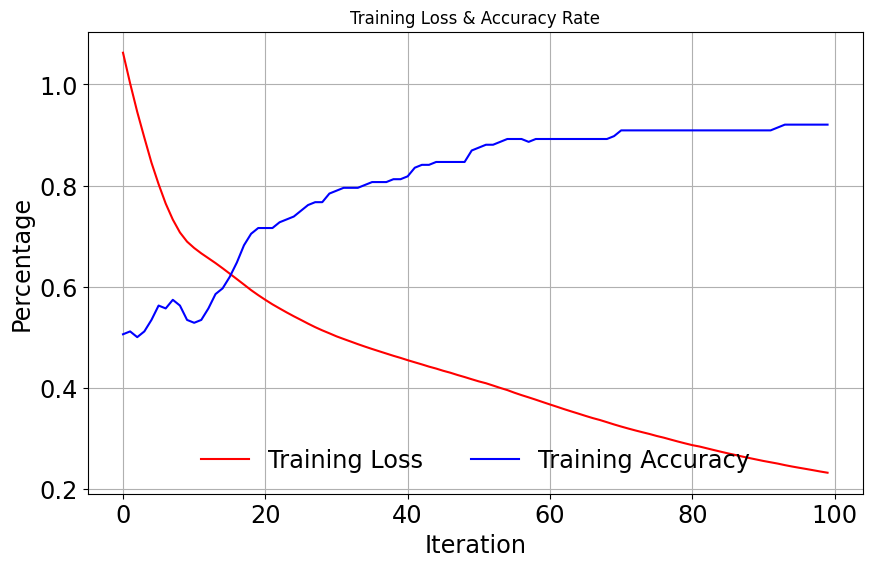 Training Loss & Accuracy Rate
1.0
0.8
0.6
0.4
0.2
Percentage
Training Loss Training Accuracy
0 20 40 60 80 100
Iteration